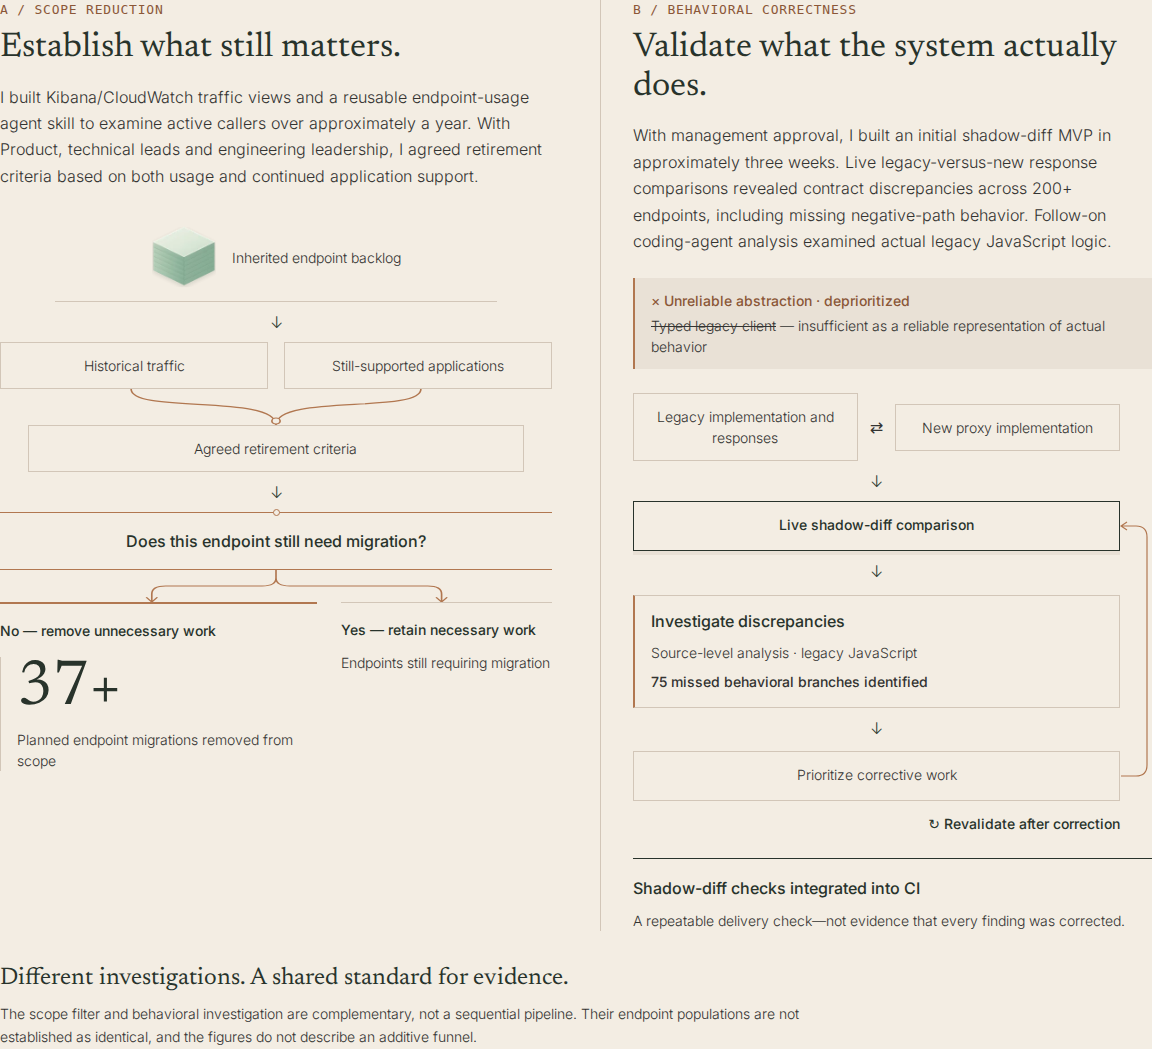 A / SCOPE REDUCTION
Establish what still matters.
I built Kibana/CloudWatch traffic views and a reusable endpoint-usage
agent skill to examine active callers over approximately a year. With
Product, technical leads and engineering leadership, I agreed retirement
criteria based on both usage and continued application support.
Inherited endpoint backlog
↓
Historical traffic
Still-supported applications
Agreed retirement criteria
↓
Does this endpoint still need migration?
No — remove unnecessary work
37+
Planned endpoint migrations removed from
scope
Yes — retain necessary work
Endpoints still requiring migration
B / BEHAVIORAL CORRECTNESS
Validate what the system actually
does.
With management approval, I built an initial shadow-diff MVP in
approximately three weeks. Live legacy-versus-new response
comparisons revealed contract discrepancies across 200+
endpoints, including missing negative-path behavior. Follow-on
coding-agent analysis examined actual legacy JavaScript logic.
× Unreliable abstraction · deprioritized
Typed legacy client — insufficient as a reliable representation of actual
behavior
Legacy implementation and
responses
⇄
New proxy implementation
↓
Live shadow-diff comparison
↓
Investigate discrepancies
Source-level analysis · legacy JavaScript
75 missed behavioral branches identified
↓
Prioritize corrective work
↻ Revalidate after correction
Shadow-diff checks integrated into CI
A repeatable delivery check—not evidence that every finding was corrected.
Different investigations. A shared standard for evidence.
The scope filter and behavioral investigation are complementary, not a sequential pipeline. Their endpoint populations are not
established as identical, and the figures do not describe an additive funnel.